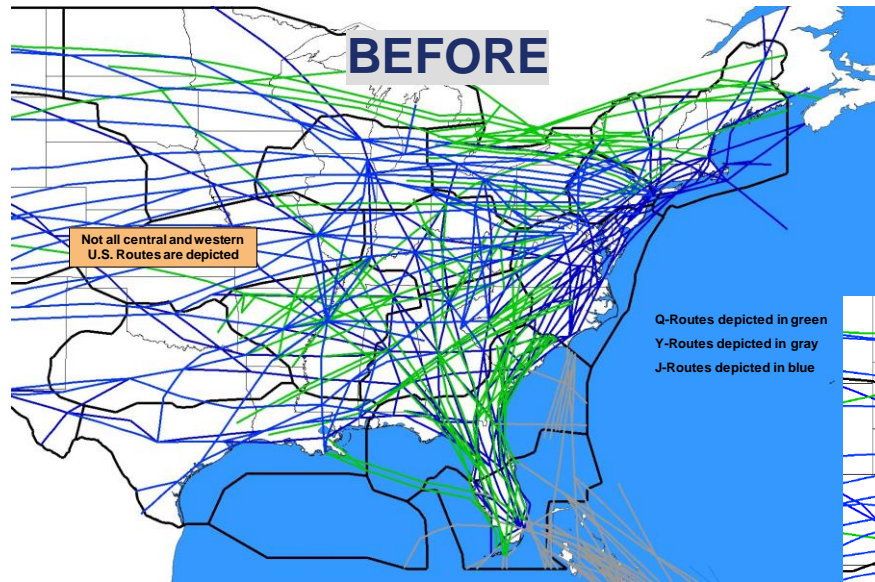 BEFORE
Not all central and western
U.S. Routes are depicted
Q-Routes depicted in green
Y-Routes depicted in gray
J-Routes depicted in blue